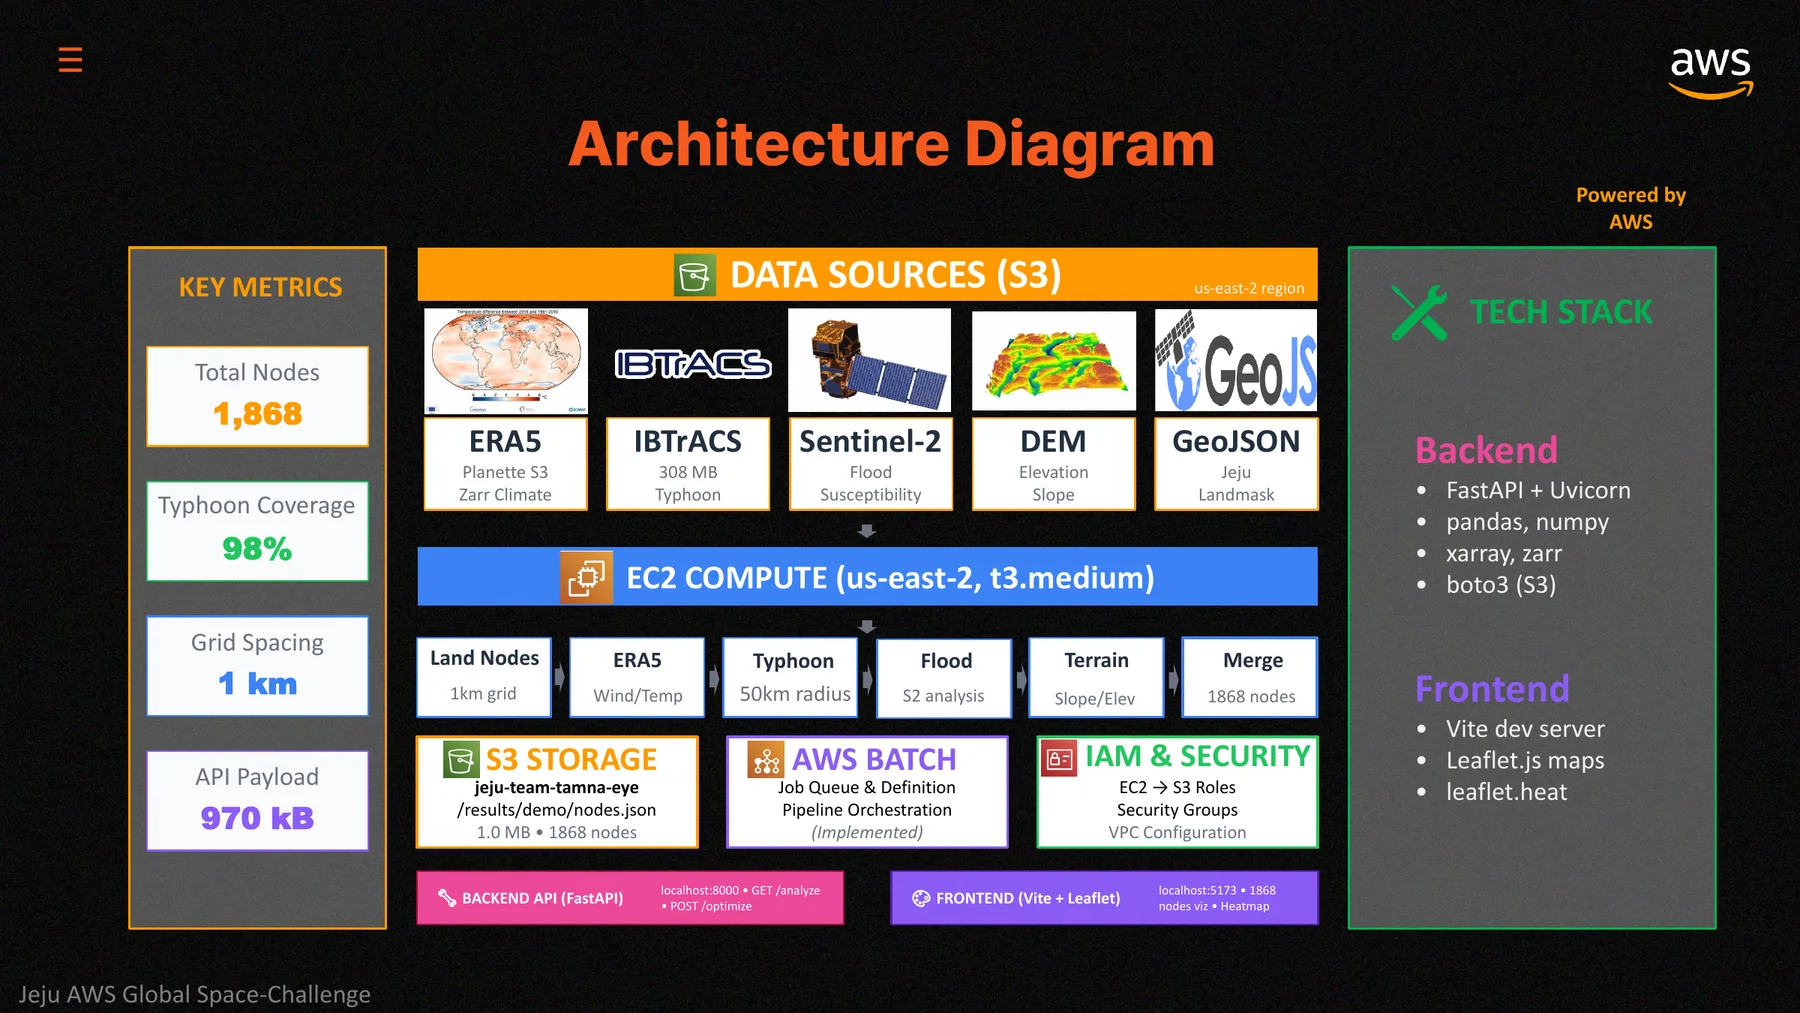 aws
Architecture Diagram
Powered by
AWS
KEY METRICS
Total Nodes
1,868
Typhoon Coverage
98%
Grid Spacing
1 km
API Payload
970 kB
DATA SOURCES (S3)
us-east-2 region
IBTrACS
GeoJS
ERA5
Planette S3
Zarr Climate
IBTrACS
308 MB
Typhoon
Sentinel-2
Flood
Susceptibility
DEM
Elevation
Slope
GeoJSON
Jeju
Landmask
EC2 COMPUTE (us-east-2, t3.medium)
Land Nodes
1km grid
ERA5
Wind/Temp
Typhoon
50km radius
Flood
S2 analysis
Terrain
Slope/Elev
Merge
1868 nodes
S3 STORAGE
jeju-team-tamna-eye
/results/demo/nodes.json
1.0 MB • 1868 nodes
AWS BATCH
Job Queue & Definition
Pipeline Orchestration
(Implemented)
IAM & SECURITY
EC2 → S3 Roles
Security Groups
VPC Configuration
BACKEND API (FastAPI)
localhost:8000 • GET /analyze
• POST /optimize
FRONTEND (Vite + Leaflet)
localhost:5173 • 1868
nodes viz • Heatmap
TECH STACK
Backend
• FastAPI + Uvicorn
• pandas, numpy
• xarray, zarr
• boto3 (S3)
Frontend
• Vite dev server
• Leaflet.js maps
• leaflet.heat
Jeju AWS Global Space-Challenge